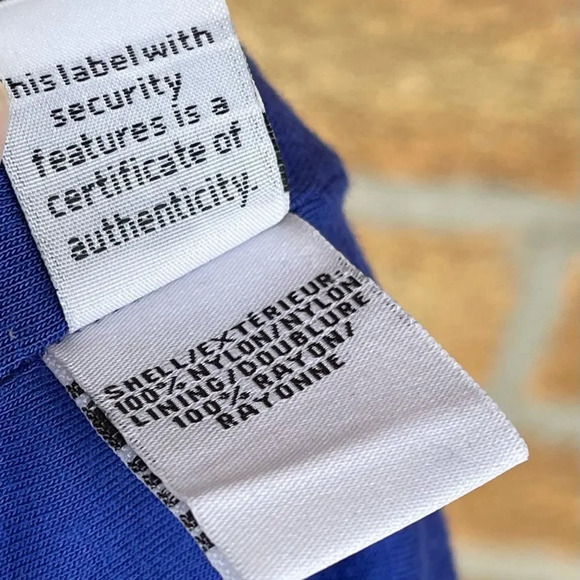 his label with
security
features is a
certificate of
authenticity.
SHELL/EXTÉRIEUR:
100% NYLON/NYLON
LINING/DOUBLURE
100% RAYON/
RAYONNE